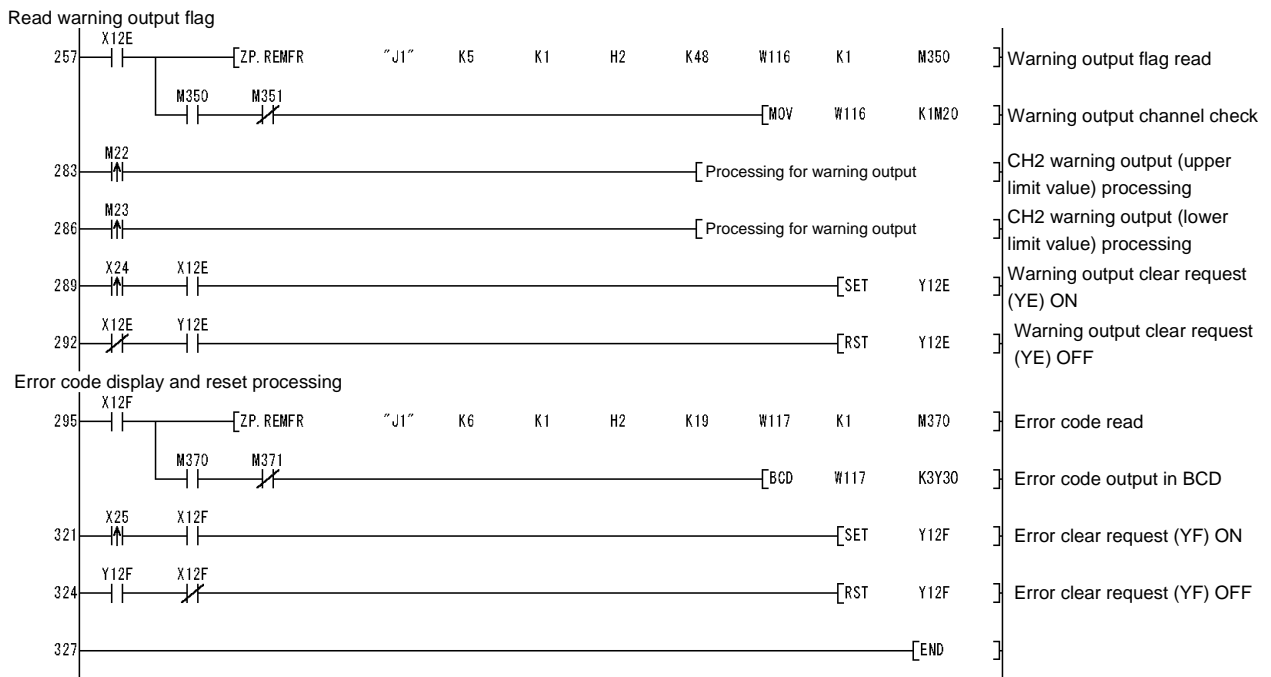 Read warning output flag
X12E
257 [ZP.REMFR "J1" K5 K1 H2 K48 W116 K1 M350 ] Warning output flag read
M350 M351
[MOV W116 K1M20 ] Warning output channel check
M22
283 [ Processing for warning output ] CH2 warning output (upper
limit value) processing
M23
286 [ Processing for warning output ] CH2 warning output (lower
limit value) processing
X24 X12E
289 [SET Y12E ] Warning output clear request
(YE) ON
X12E Y12E
292 [RST Y12E ] Warning output clear request
(YE) OFF
Error code display and reset processing
X12F
295 [ZP.REMFR "J1" K6 K1 H2 K19 W117 K1 M370 ] Error code read
M370 M371
[BCD W117 K3Y30 ] Error code output in BCD
X25 X12F
321 [SET Y12F ] Error clear request (YF) ON
Y12F X12F
324 [RST Y12F ] Error clear request (YF) OFF
327 [END ]